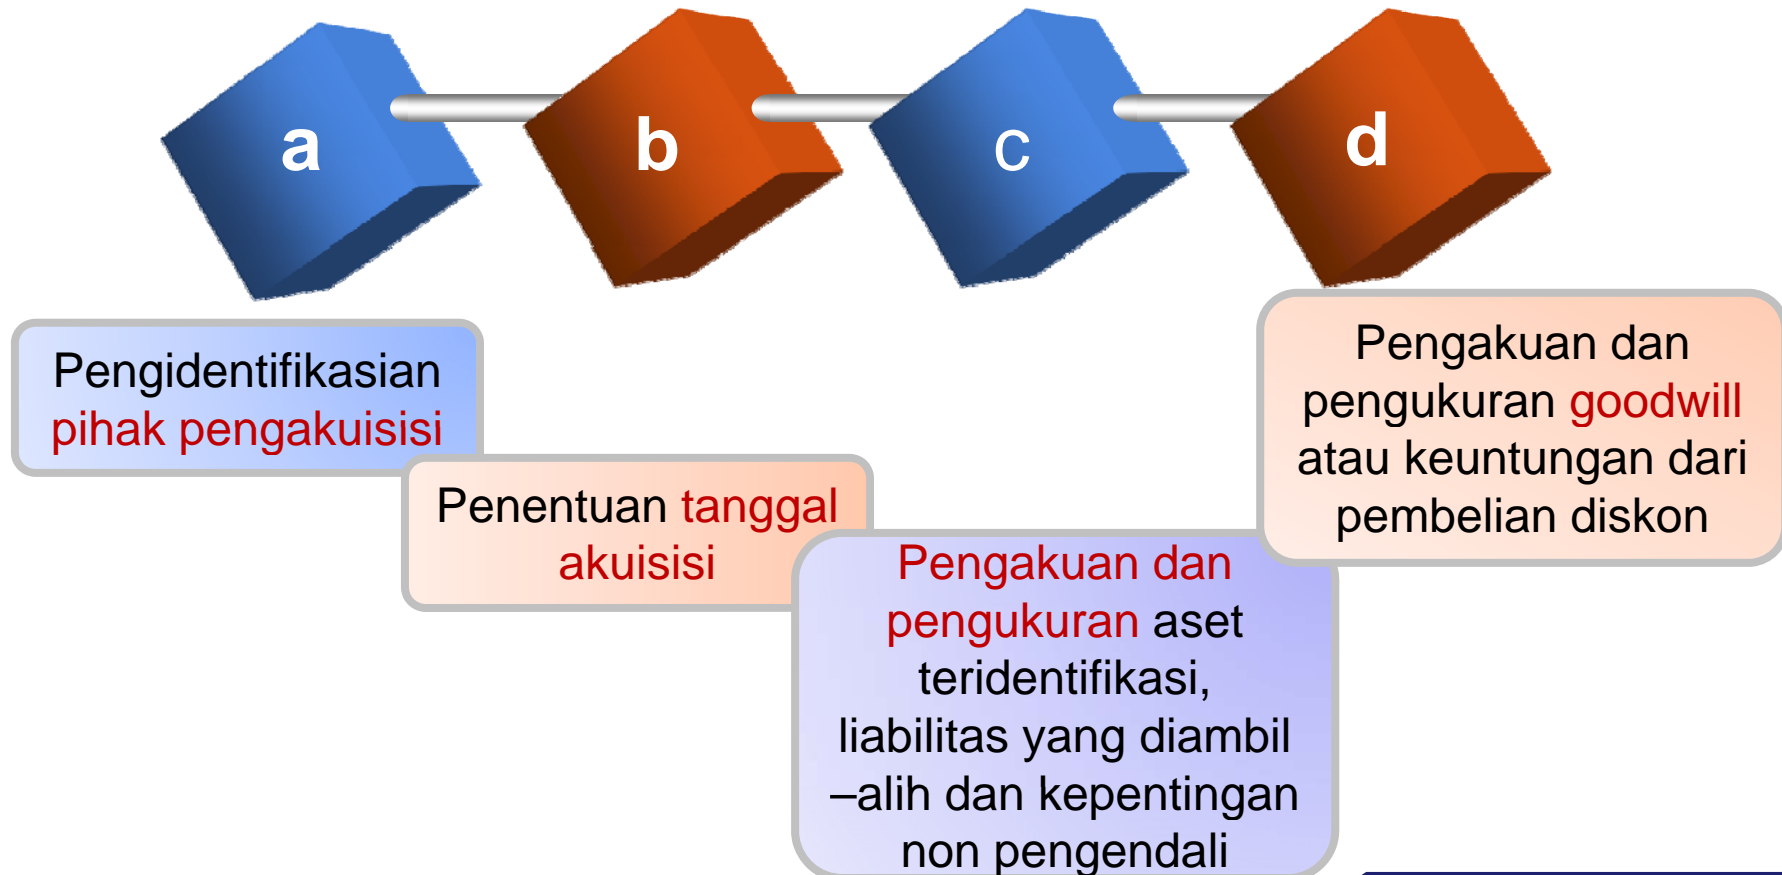 a
b
c
d
Pengidentifikasian
pihak pengakuisisi
Penentuan tanggal
akuisisi
Pengakuan dan
pengukuran aset
teridentifikasi,
liabilitas yang diambil
–alih dan kepentingan
non pengendali
Pengakuan dan
pengukuran goodwill
atau keuntungan dari
pembelian diskon